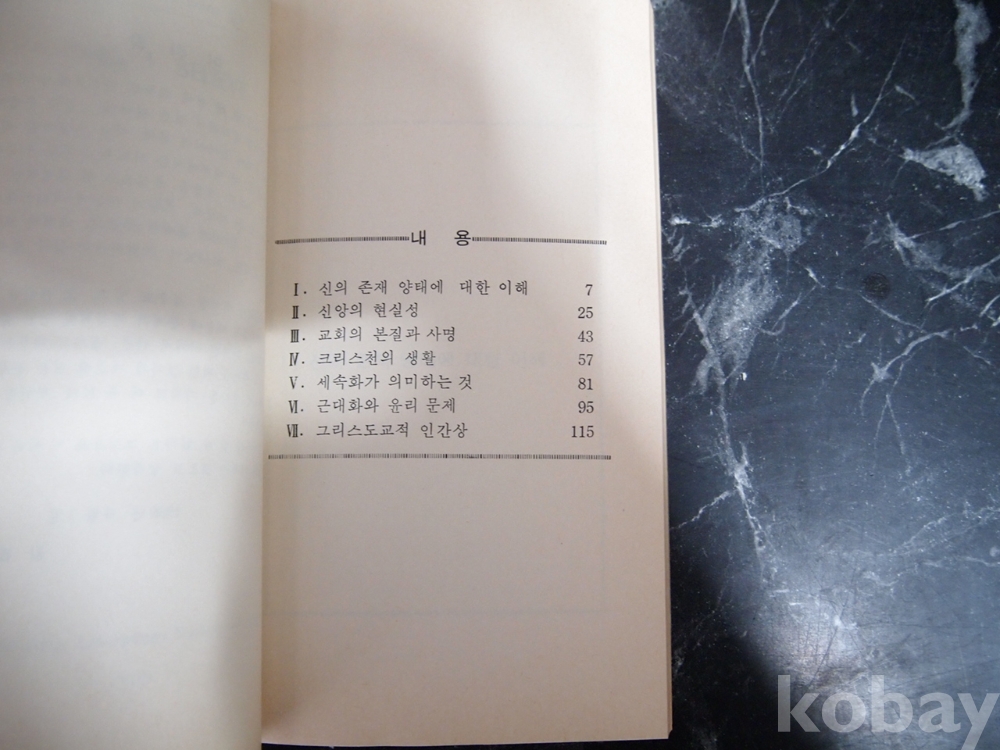 내 용
Ⅰ. 신의 존재 양태에 대한 이해 7
Ⅱ. 신앙의 현실성 25
Ⅲ. 교회의 본질과 사명 43
Ⅳ. 크리스천의 생활 57
Ⅴ. 세속화가 의미하는 것 81
Ⅵ. 근대화와 윤리 문제 95
Ⅶ. 그리스도교적 인간상 115
kobay